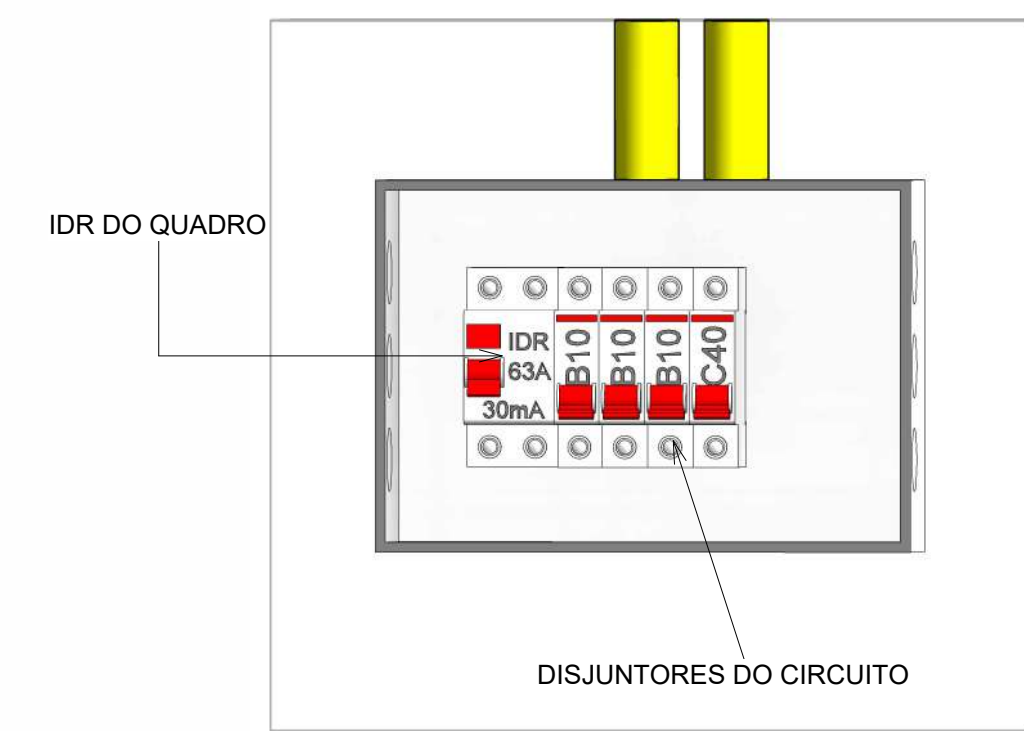 IDR DO QUADRO
IDR
63A
30mA
B10
B10
B10
C40
DISJUNTORES DO CIRCUITO